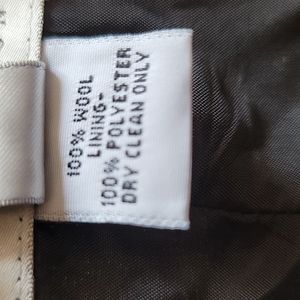 100% WOOL
LINING-
100% POLYESTER
DRY CLEAN ONLY